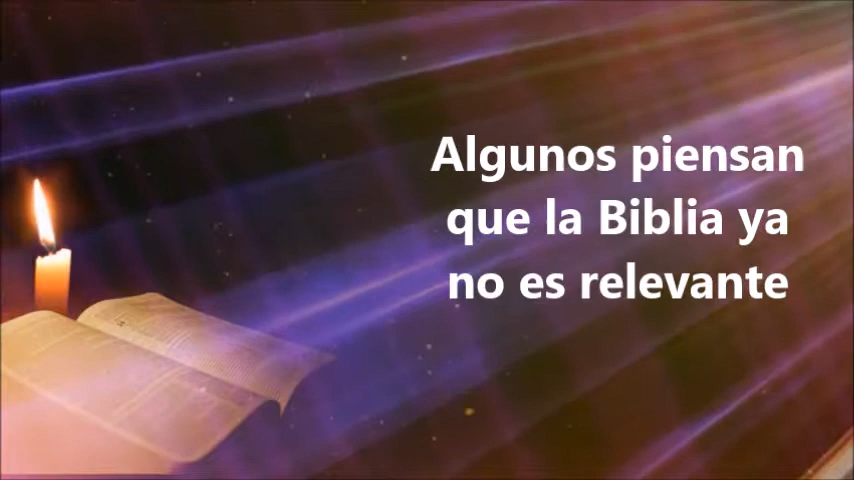 Algunos piensan
que la Biblia ya
no es relevante